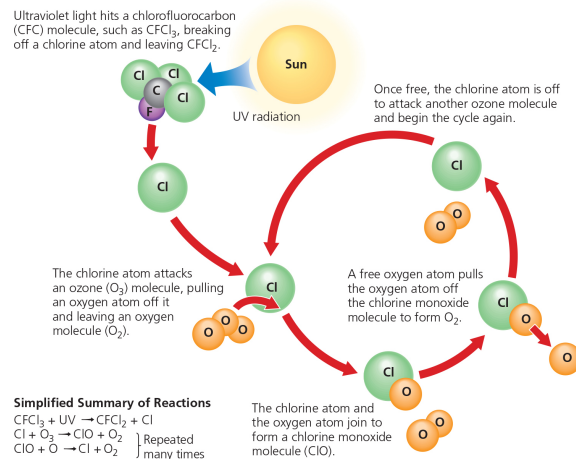 Ultraviolet light hits a chlorofluorocarbon
(CFC) molecule, such as CFCl₃, breaking
off a chlorine atom and leaving CFCl₂.
Sun
Cl
Cl
C
Cl
F
UV radiation
Once free, the chlorine atom is off
to attack another ozone molecule
and begin the cycle again.
Cl
Cl
O
O
The chlorine atom attacks
an ozone (O₃) molecule, pulling
an oxygen atom off it
and leaving an oxygen
molecule (O₂).
Cl
O
O
O
A free oxygen atom pulls
the oxygen atom off
the chlorine monoxide
molecule to form O₂.
Cl
O
O
Cl
O
O
O
The chlorine atom and
the oxygen atom join to
form a chlorine monoxide
molecule (ClO).
Simplified Summary of Reactions
CFCl₃ + UV → CFCl₂ + Cl
Cl + O₃ → ClO + O₂
ClO + O → Cl + O₂
Repeated
many times